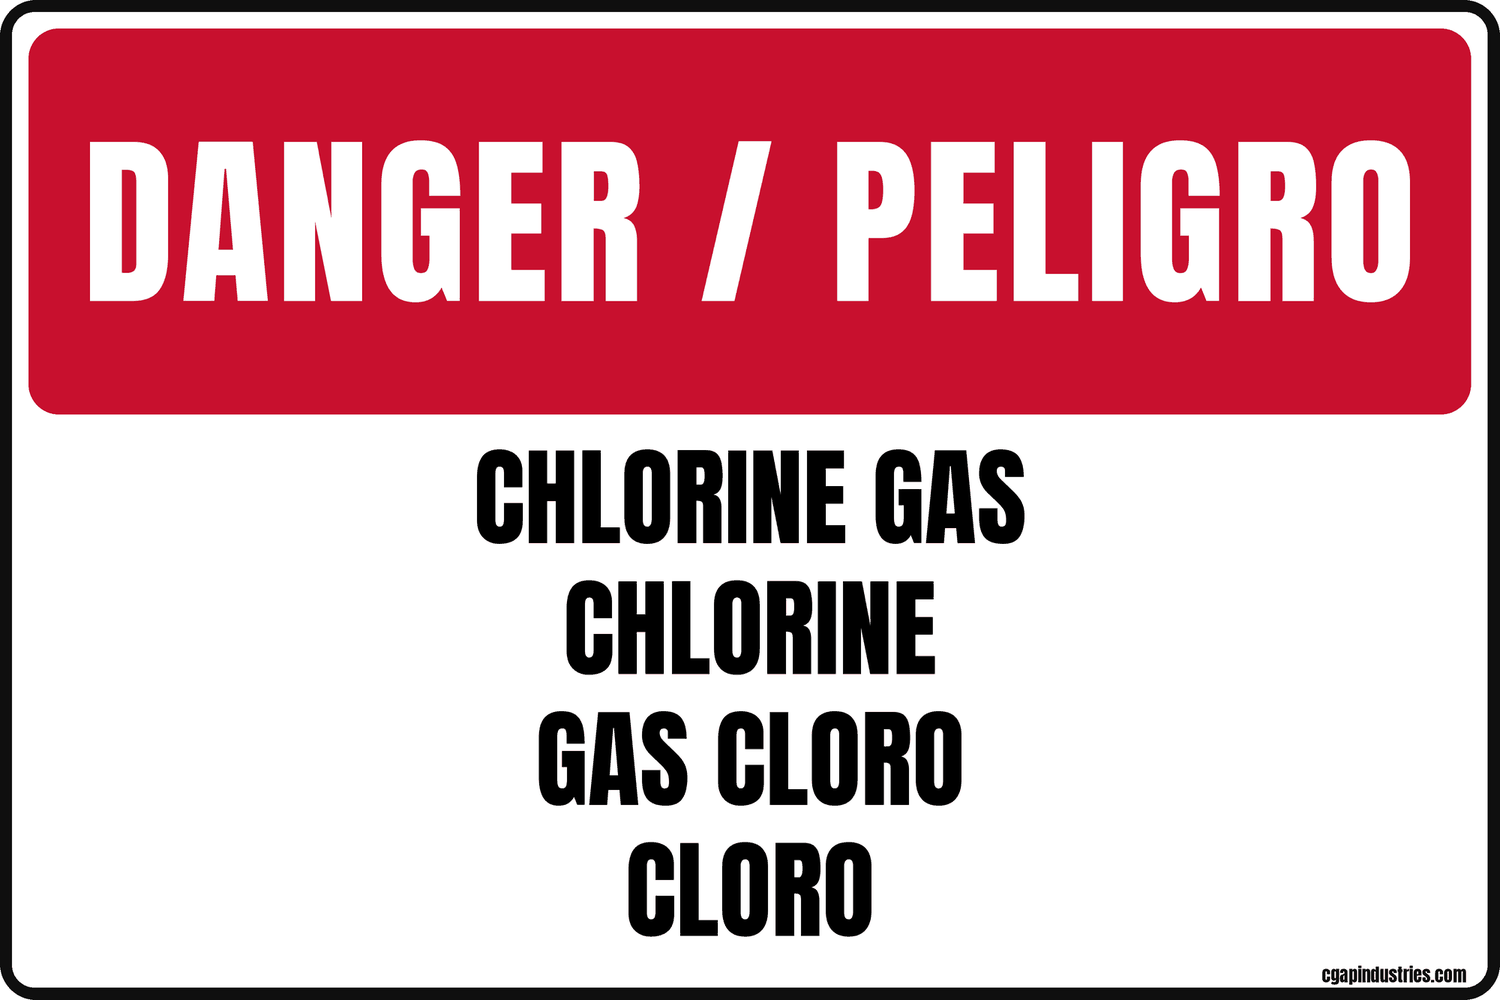 DANGER / PELIGRO
CHLORINE GAS
CHLORINE
GAS CLORO
CLORO
cgapindustries.com